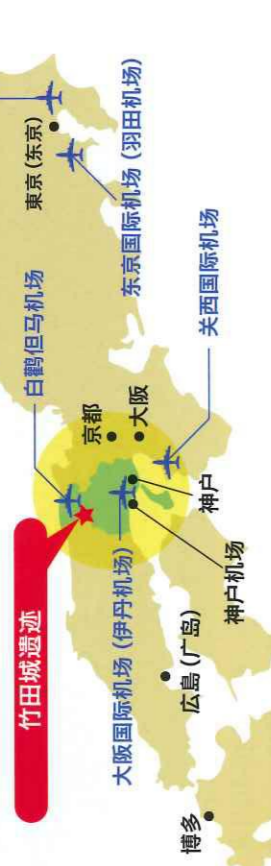 竹田城遗迹
白鹳但马机场
東京(东京)
东京国际机场(羽田机场)
京都
大阪
关西国际机场
大阪国际机场(伊丹机场)
神户
神户机场
広島(广岛)
博多